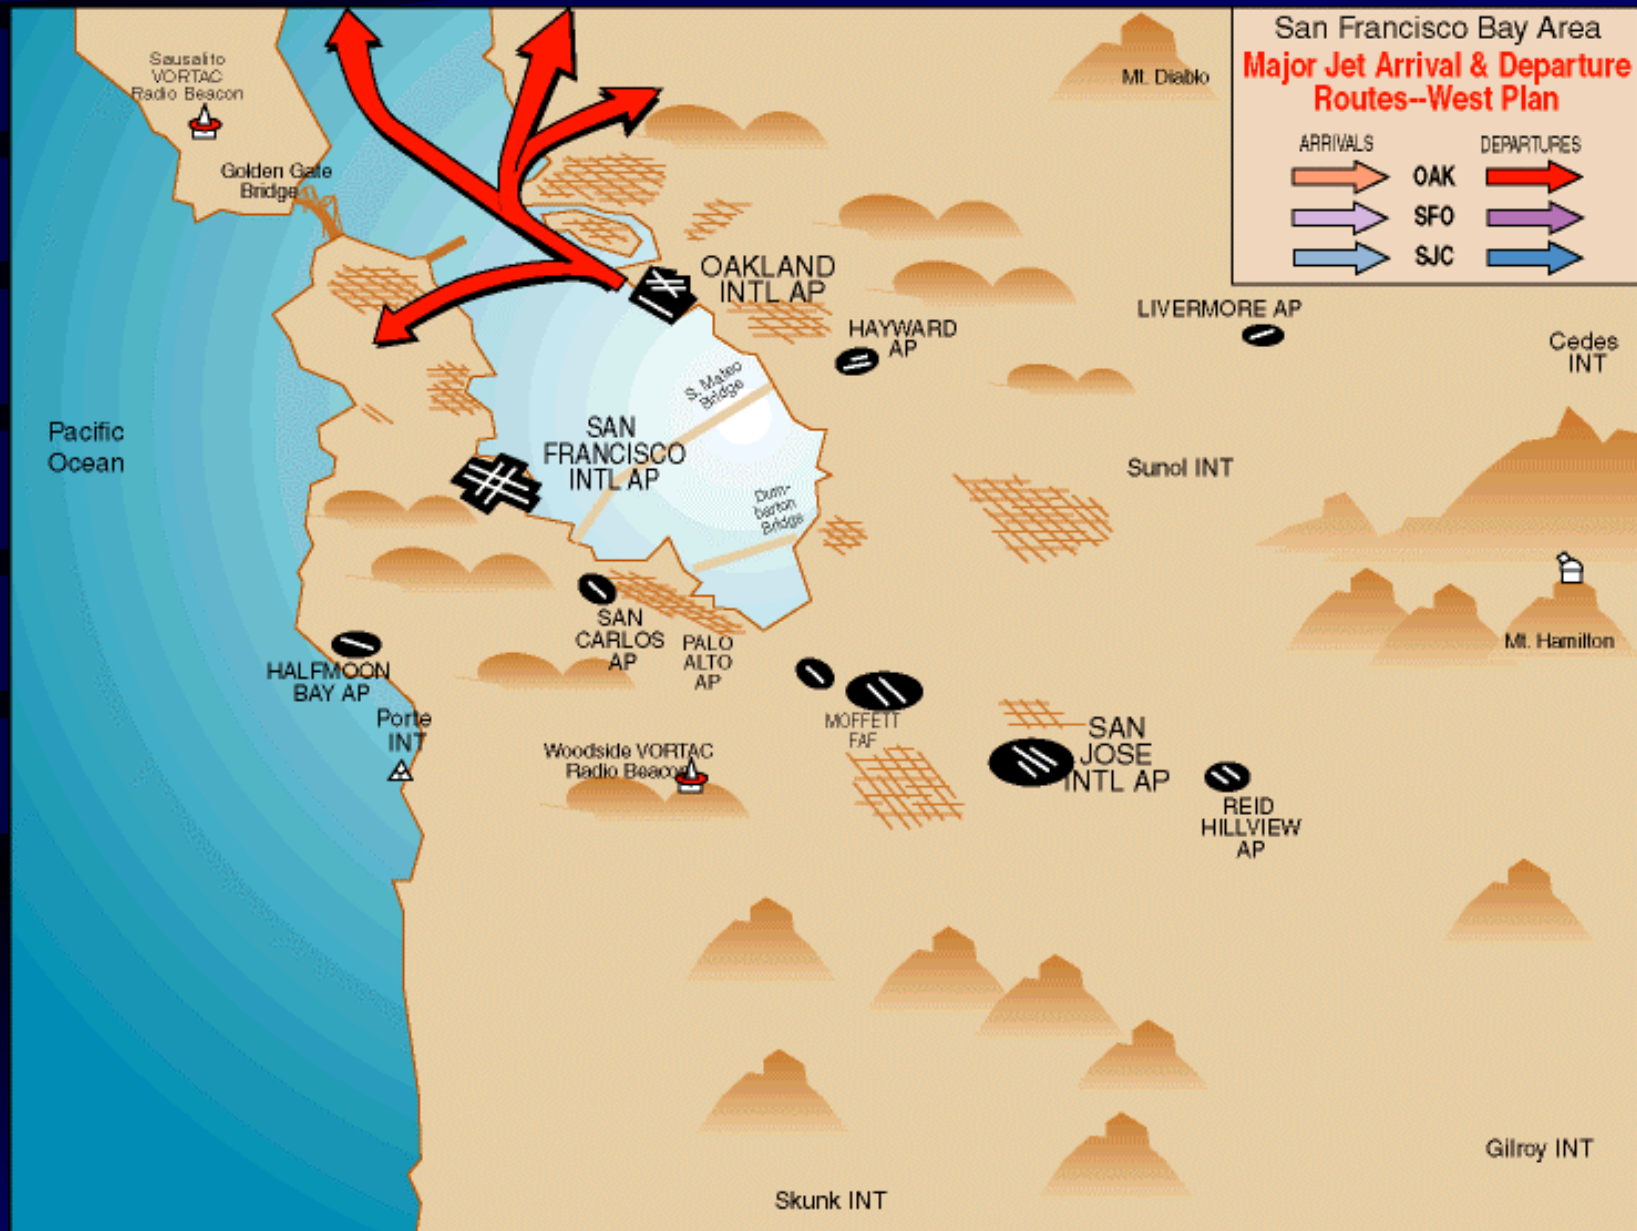 San Francisco Bay Area
Major Jet Arrival & Departure
Routes--West Plan
ARRIVALS
DEPARTURES
OAK
SFO
SJC
Sausalito
VORTAC
Radio Beacon
Golden Gate
Bridge
Mt. Diablo
OAKLAND
INTL AP
HAYWARD
AP
LIVERMORE AP
Cedes
INT
S. Mateo
Bridge
Pacific
Ocean
SAN
FRANCISCO
INTL AP
Sunol INT
Dum-
barton
Bridge
SAN
CARLOS
AP
PALO
ALTO
AP
Mt. Hamilton
HALFMOON
BAY AP
Porte
INT
MOFFETT
FAF
Woodside VORTAC
Radio Beacon
SAN
JOSE
INTL AP
REID
HILLVIEW
AP
Gilroy INT
Skunk INT